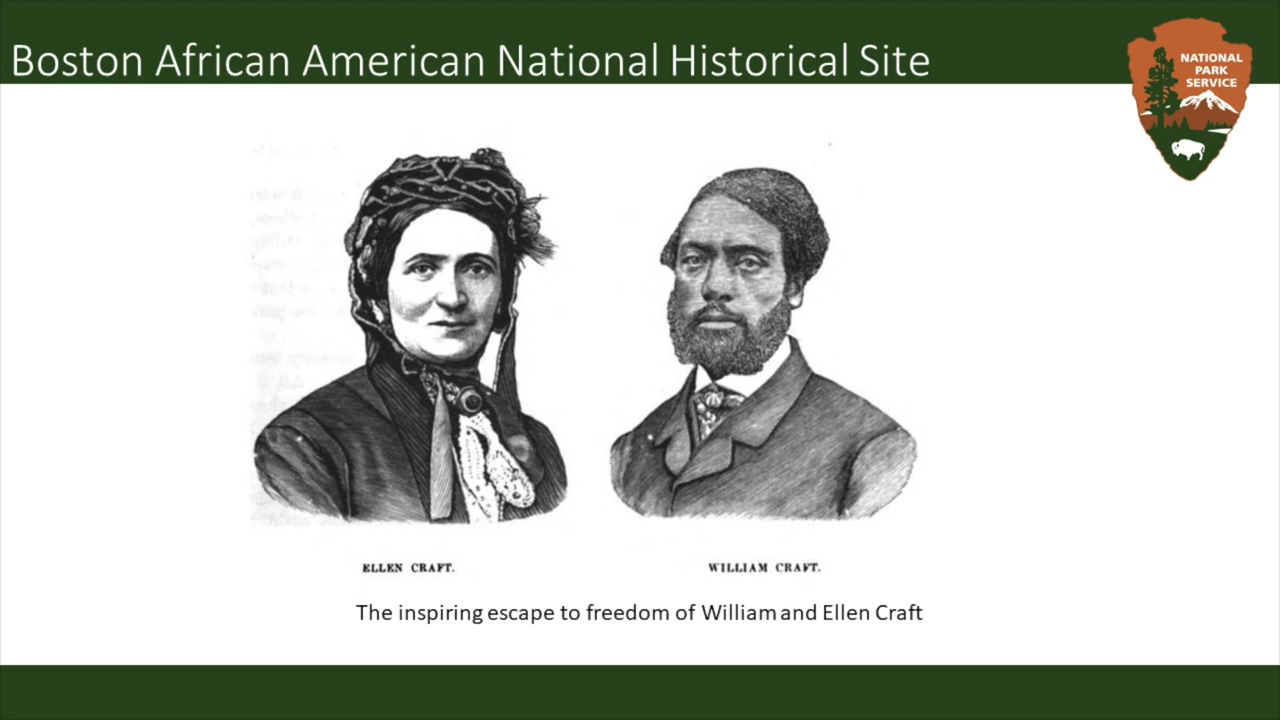 Boston African American National Historical Site
NATIONAL
PARK
SERVICE
ELLEN CRAFT.
WILLIAM CRAFT.
The inspiring escape to freedom of William and Ellen Craft